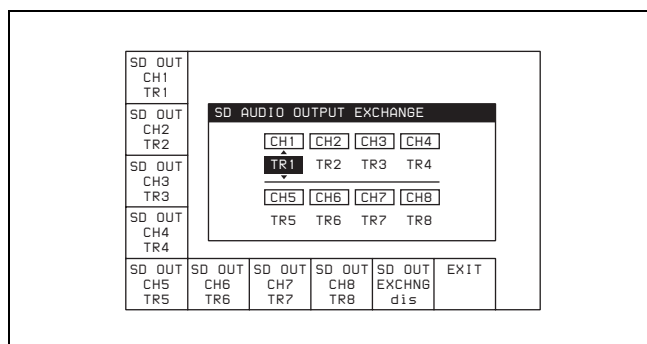 SD OUT
CH1
TR1
SD OUT
CH2
TR2
SD OUT
CH3
TR3
SD OUT
CH4
TR4
SD AUDIO OUTPUT EXCHANGE
CH1 CH2 CH3 CH4
TR1 TR2 TR3 TR4
CH5 CH6 CH7 CH8
TR5 TR6 TR7 TR8
SD OUT SD OUT SD OUT SD OUT SD OUT EXIT
CH5 CH6 CH7 CH8 EXCHNG
TR5 TR6 TR7 TR8 dis